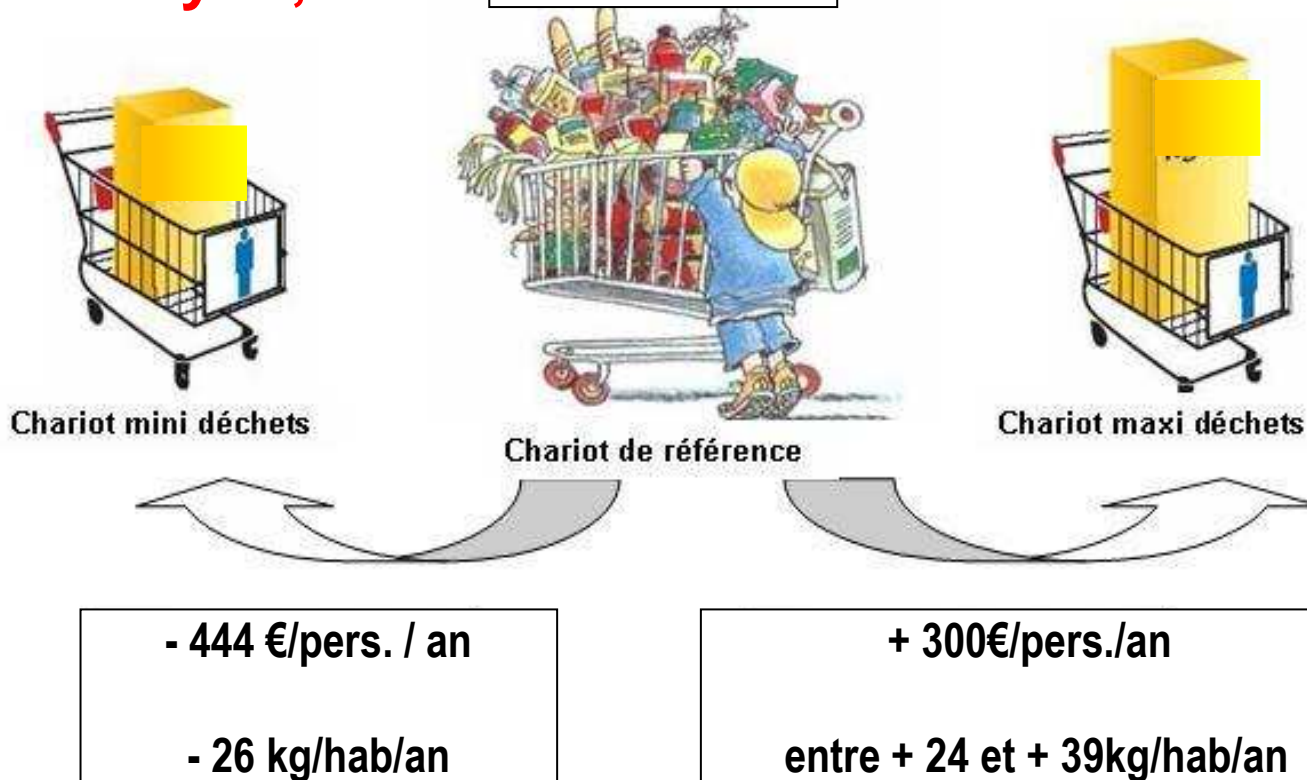 Chariot mini déchets
Chariot de référence
Chariot maxi déchets
- 444 €/pers. / an
- 26 kg/hab/an
+ 300€/pers./an
entre + 24 et + 39kg/hab/an